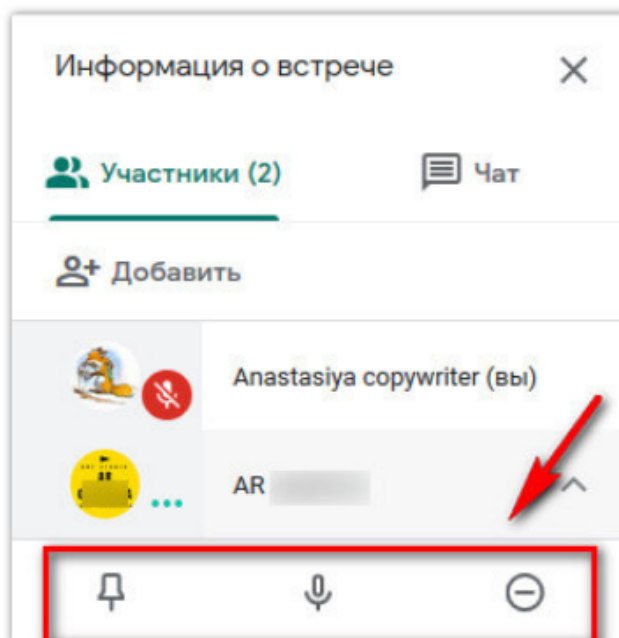 Информация о встрече
Участники (2)
Чат
Добавить
Anastasiya copywriter (вы)
AR